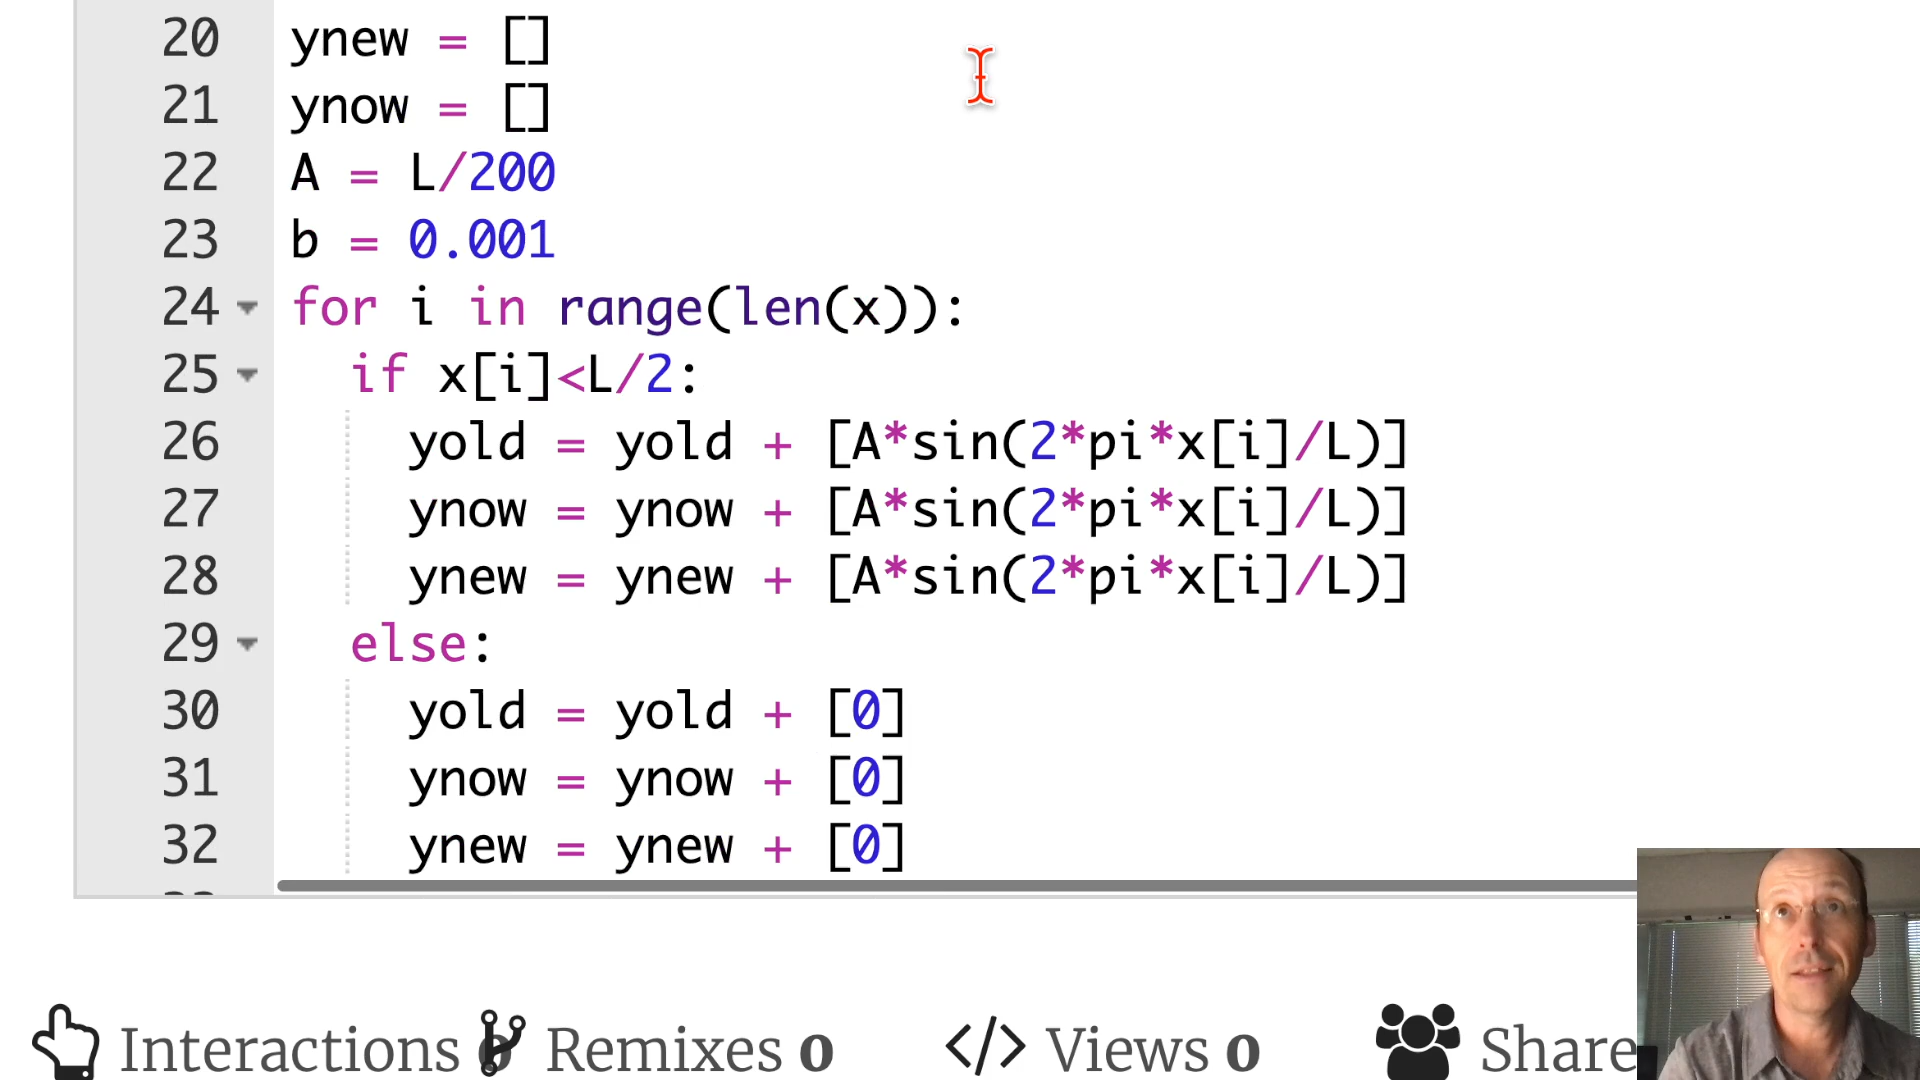 20 ynew = []
21 ynow = []
22 A = L/200
23 b = 0.001
24 for i in range(len(x)):
25 if x[i]<L/2:
26 yold = yold + [A*sin(2*pi*x[i]/L)]
27 ynow = ynow + [A*sin(2*pi*x[i]/L)]
28 ynew = ynew + [A*sin(2*pi*x[i]/L)]
29 else:
30 yold = yold + [0]
31 ynow = ynow + [0]
32 ynew = ynew + [0]
Interactions 0 Remixes 0 Views 0 Share